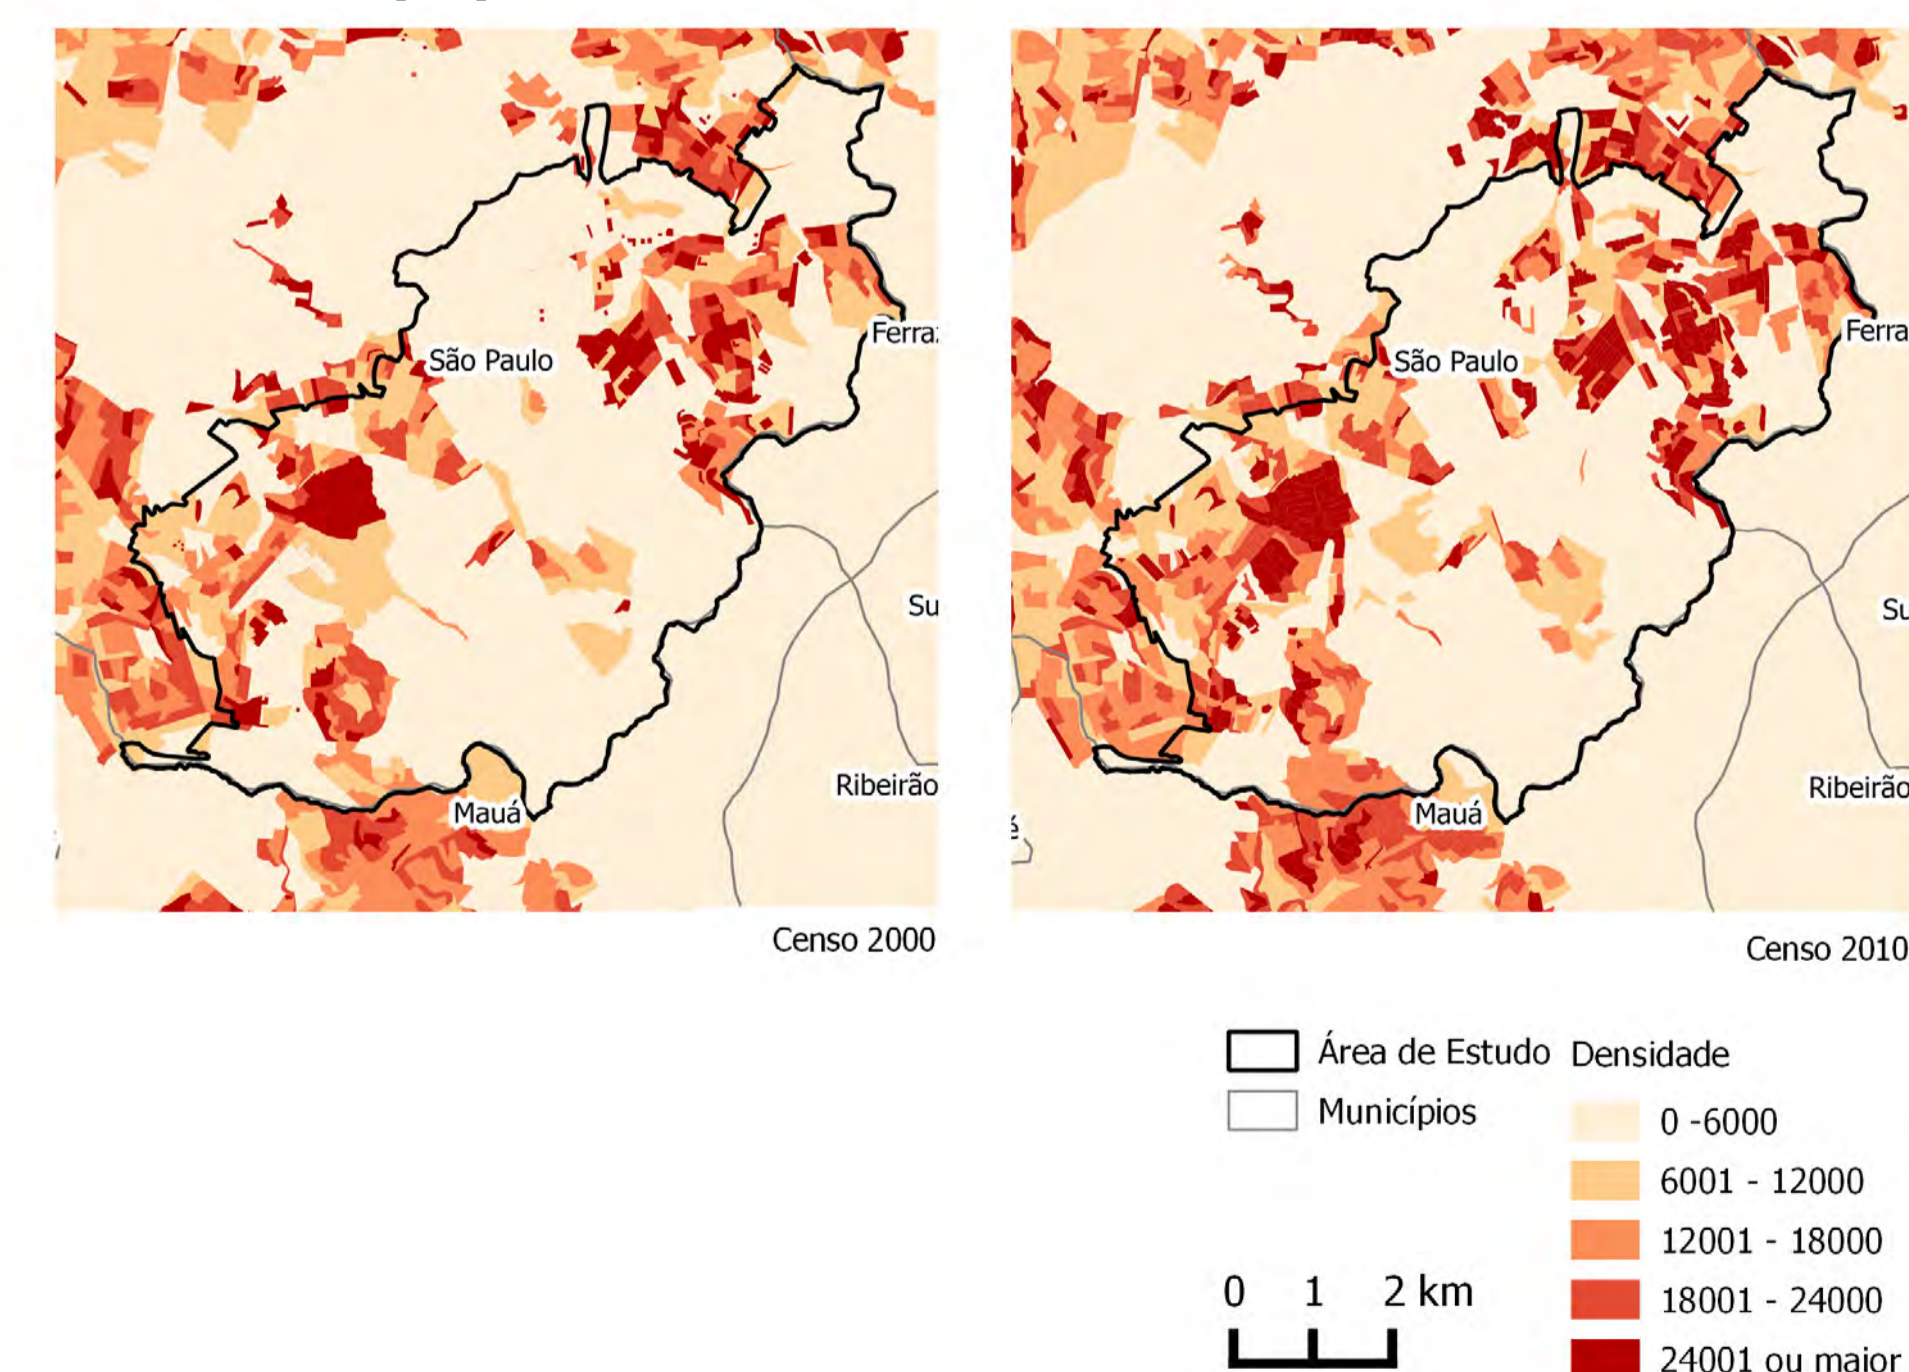 Ferra
São Paulo
Su
Ribeirão
Mauá
Censo 2000
Ferra
São Paulo
Su
Ribeirão
Mauá
é
Censo 2010
Área de Estudo
Municípios
Densidade
0 -6000
6001 - 12000
12001 - 18000
18001 - 24000
24001 ou maior
0 1 2 km